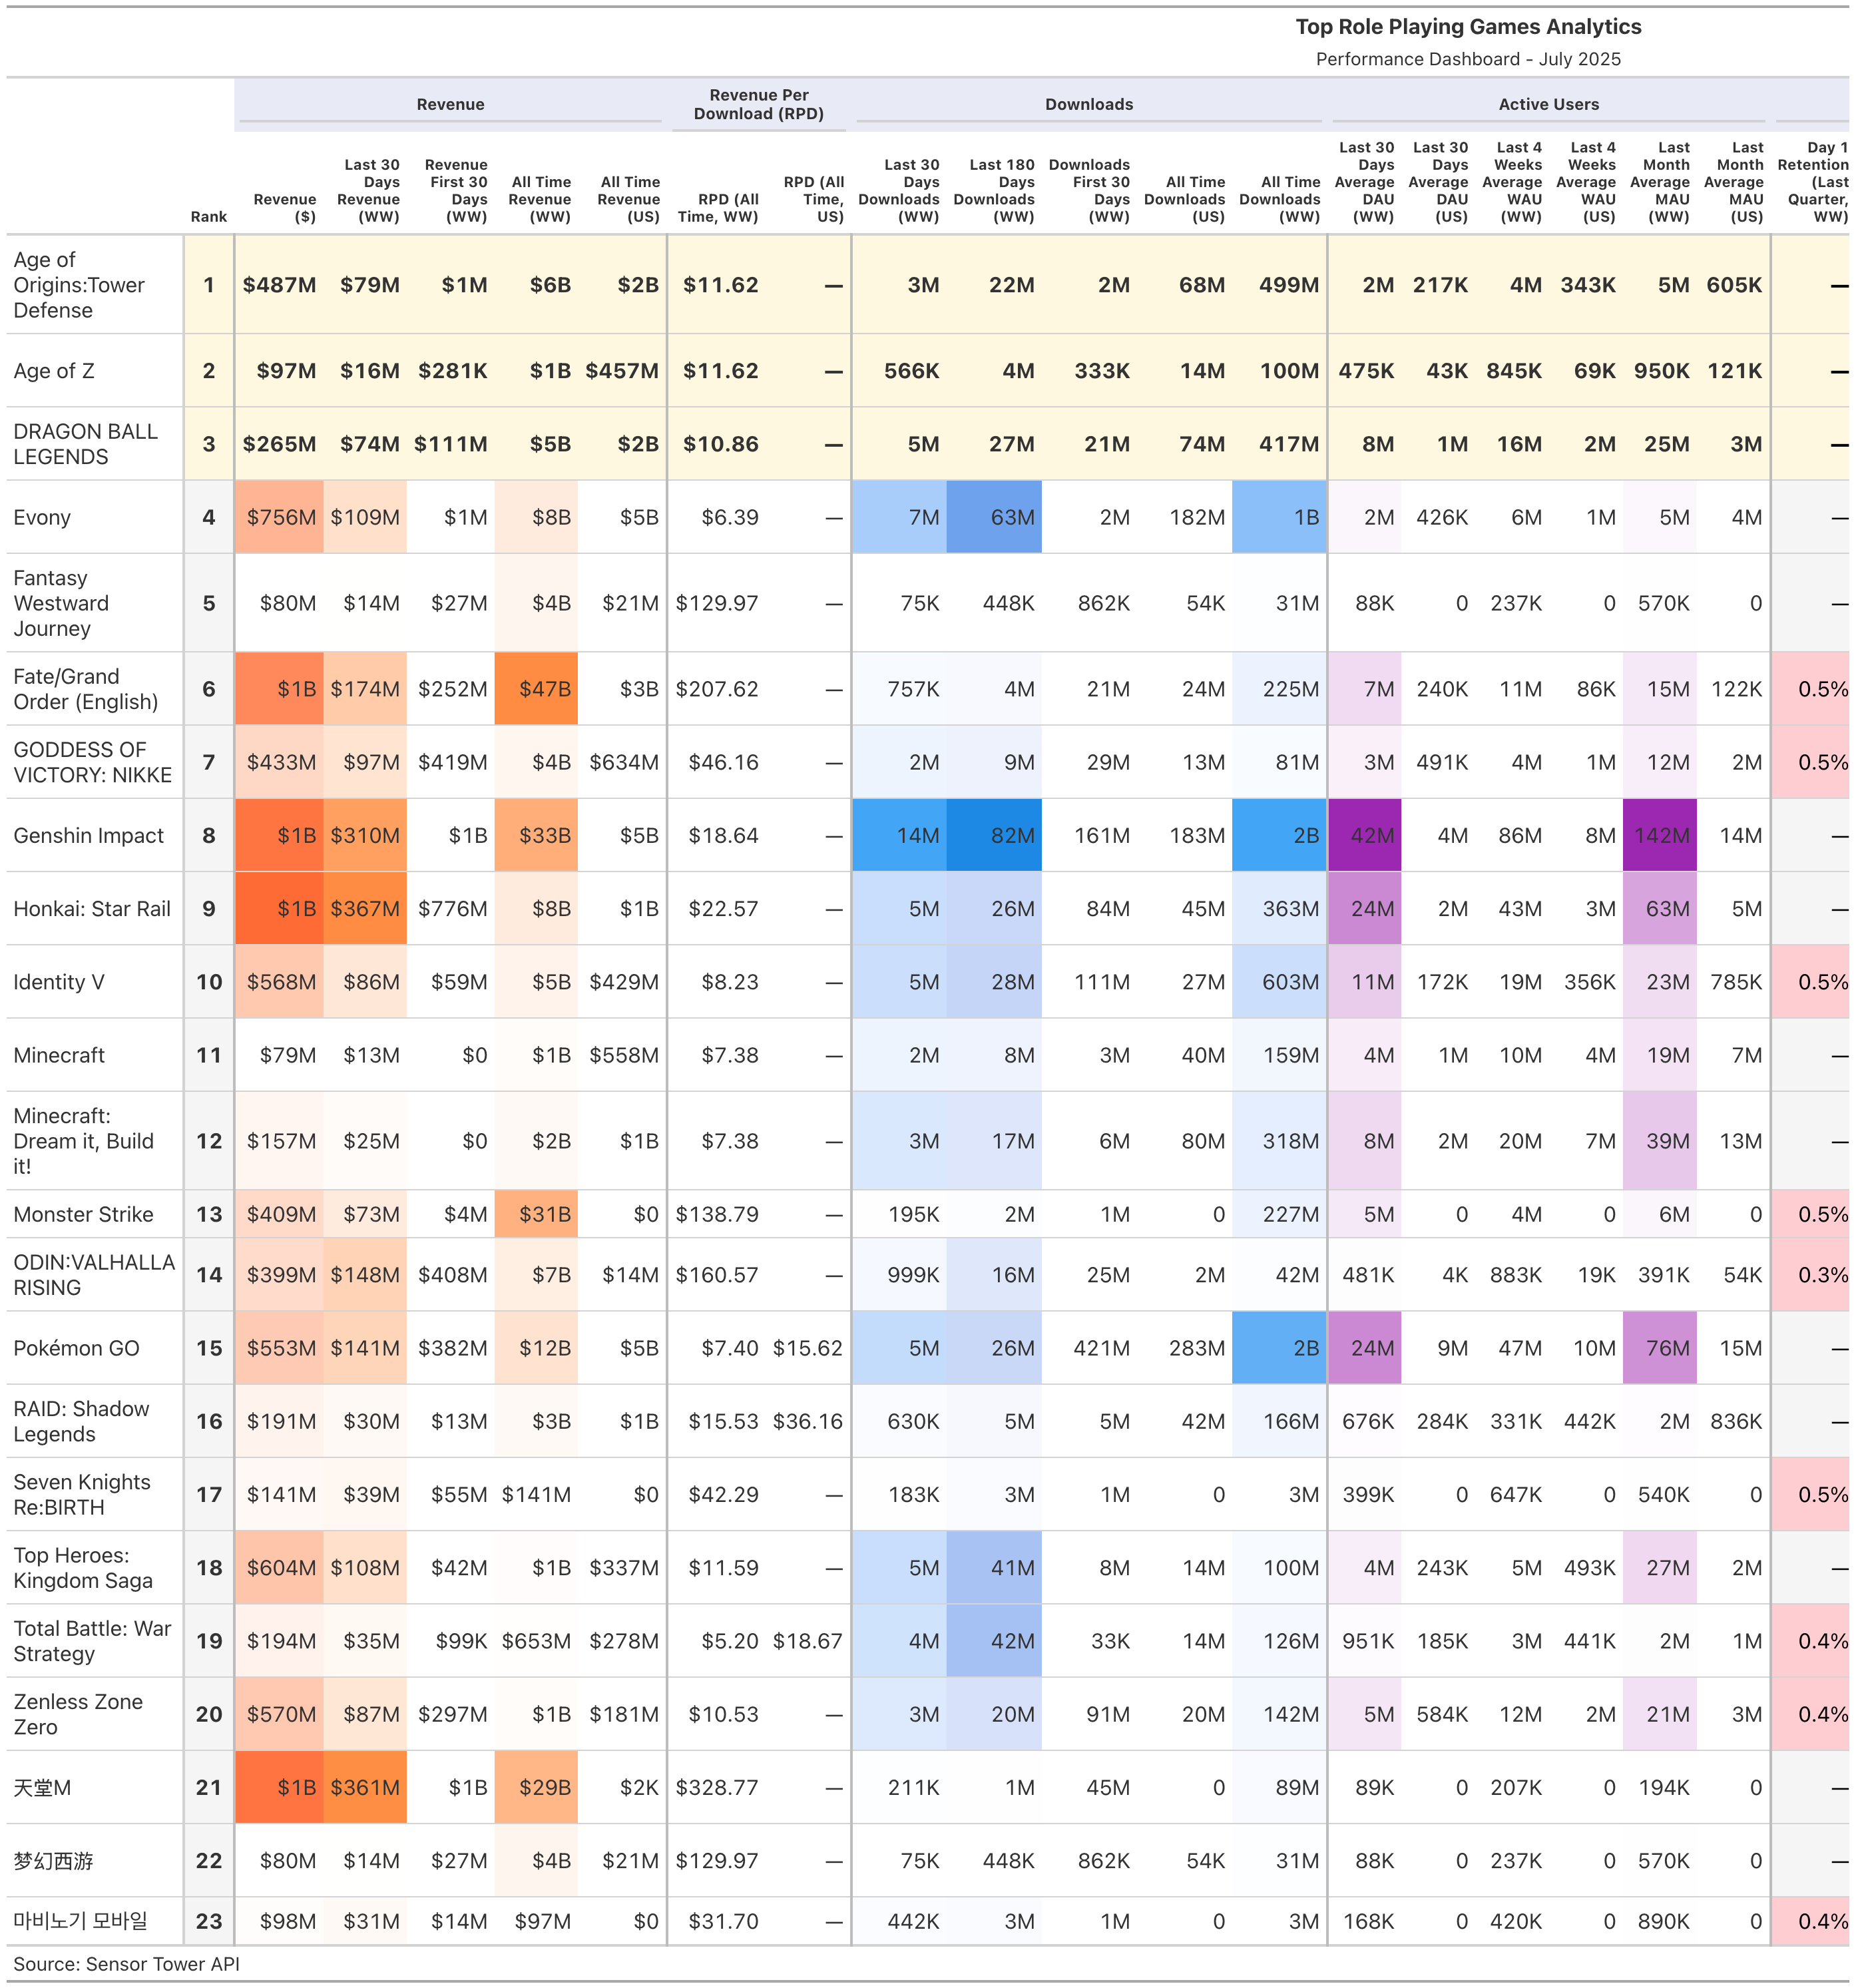 Top Role Playing Games Analytics
Performance Dashboard - July 2025
Revenue
Revenue Per
Download (RPD)
Downloads
Active Users
Rank
Revenue
($)
Last 30
Days
Revenue
(WW)
Revenue
First 30
Days
(WW)
All Time
Revenue
(WW)
All Time
Revenue
(US)
RPD (All
Time, WW)
RPD (All
Time,
US)
Last 30
Days
Downloads
(WW)
Last 180
Days
Downloads
(WW)
Downloads
First 30
Days
(WW)
All Time
Downloads
(US)
All Time
Downloads
(WW)
Last 30
Days
Average
DAU
(WW)
Last 30
Days
Average
DAU
(US)
Last 4
Weeks
Average
WAU
(WW)
Last 4
Weeks
Average
WAU
(US)
Last
Month
Average
MAU
(WW)
Last
Month
Average
MAU
(US)
Day 1
Retention
(Last
Quarter,
WW)
Age of
Origins:Tower
Defense
1 $487M $79M $1M $6B $2B $11.62 — 3M 22M 2M 68M 499M 2M 217K 4M 343K 5M 605K —
Age of Z 2 $97M $16M $281K $1B $457M $11.62 — 566K 4M 333K 14M 100M 475K 43K 845K 69K 950K 121K —
DRAGON BALL
LEGENDS
3 $265M $74M $111M $5B $2B $10.86 — 5M 27M 21M 74M 417M 8M 1M 16M 2M 25M 3M —
Evony 4 $756M $109M $1M $8B $5B $6.39 — 7M 63M 2M 182M 1B 2M 426K 6M 1M 5M 4M —
Fantasy
Westward
Journey
5 $80M $14M $27M $4B $21M $129.97 — 75K 448K 862K 54K 31M 88K 0 237K 0 570K 0 —
Fate/Grand
Order (English)
6 $1B $174M $252M $47B $3B $207.62 — 757K 4M 21M 24M 225M 7M 240K 11M 86K 15M 122K 0.5%
GODDESS OF
VICTORY: NIKKE
7 $433M $97M $419M $4B $634M $46.16 — 2M 9M 29M 13M 81M 3M 491K 4M 1M 12M 2M 0.5%
Genshin Impact 8 $1B $310M $1B $33B $5B $18.64 — 14M 82M 161M 183M 2B 42M 4M 86M 8M 142M 14M —
Honkai: Star Rail 9 $1B $367M $776M $8B $1B $22.57 — 5M 26M 84M 45M 363M 24M 2M 43M 3M 63M 5M —
Identity V 10 $568M $86M $59M $5B $429M $8.23 — 5M 28M 111M 27M 603M 11M 172K 19M 356K 23M 785K 0.5%
Minecraft 11 $79M $13M $0 $1B $558M $7.38 — 2M 8M 3M 40M 159M 4M 1M 10M 4M 19M 7M —
Minecraft:
Dream it, Build
it!
12 $157M $25M $0 $2B $1B $7.38 — 3M 17M 6M 80M 318M 8M 2M 20M 7M 39M 13M —
Monster Strike 13 $409M $73M $4M $31B $0 $138.79 — 195K 2M 1M 0 227M 5M 0 4M 0 6M 0 0.5%
ODIN:VALHALLA
RISING
14 $399M $148M $408M $7B $14M $160.57 — 999K 16M 25M 2M 42M 481K 4K 883K 19K 391K 54K 0.3%
Pokémon GO 15 $553M $141M $382M $12B $5B $7.40 $15.62 5M 26M 421M 283M 2B 24M 9M 47M 10M 76M 15M —
RAID: Shadow
Legends
16 $191M $30M $13M $3B $1B $15.53 $36.16 630K 5M 5M 42M 166M 676K 284K 331K 442K 2M 836K —
Seven Knights
Re:BIRTH
17 $141M $39M $55M $141M $0 $42.29 — 183K 3M 1M 0 3M 399K 0 647K 0 540K 0 0.5%
Top Heroes:
Kingdom Saga
18 $604M $108M $42M $1B $337M $11.59 — 5M 41M 8M 14M 100M 4M 243K 5M 493K 27M 2M —
Total Battle: War
Strategy
19 $194M $35M $99K $653M $278M $5.20 $18.67 4M 42M 33K 14M 126M 951K 185K 3M 441K 2M 1M 0.4%
Zenless Zone
Zero
20 $570M $87M $297M $1B $181M $10.53 — 3M 20M 91M 20M 142M 5M 584K 12M 2M 21M 3M 0.4%
天堂M 21 $1B $361M $1B $29B $2K $328.77 — 211K 1M 45M 0 89M 89K 0 207K 0 194K 0 —
梦幻西游 22 $80M $14M $27M $4B $21M $129.97 — 75K 448K 862K 54K 31M 88K 0 237K 0 570K 0 —
마비노기 모바일 23 $98M $31M $14M $97M $0 $31.70 — 442K 3M 1M 0 3M 168K 0 420K 0 890K 0 0.4%
Source: Sensor Tower API